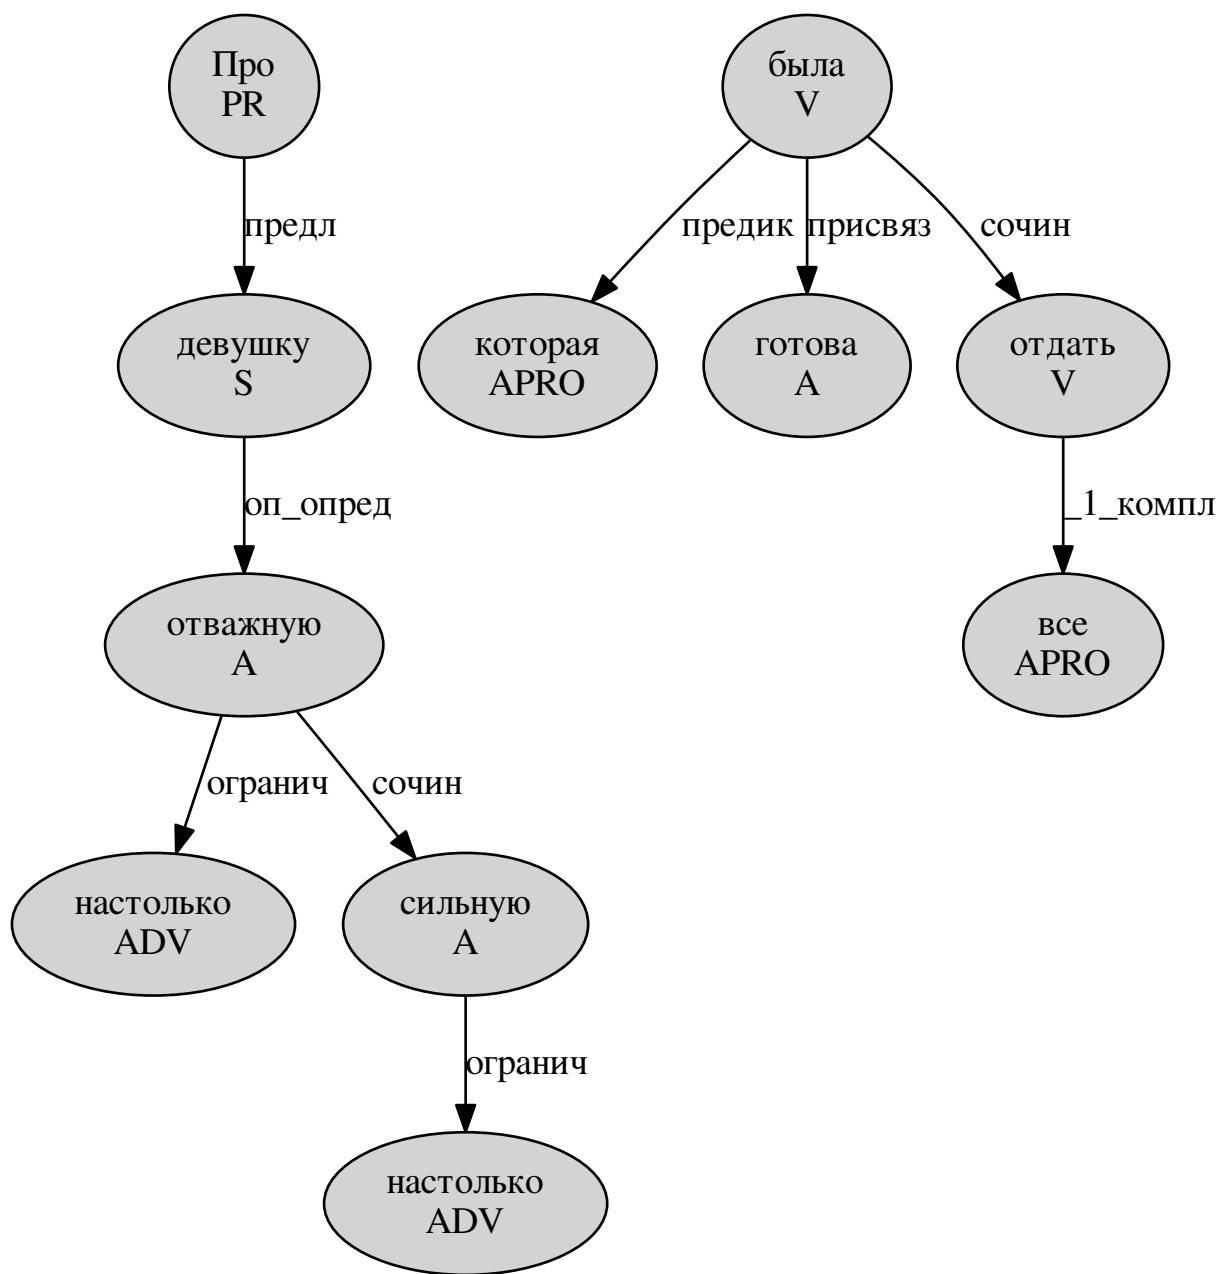 Про
PR
была
V
предл
предик
присвяз
сочин
девушку
S
которая
APRO
готова
A
отдать
V
оп_опред
_1_компл
отважную
A
все
APRO
огранич
сочин
настолько
ADV
сильную
A
огранич
настолько
ADV